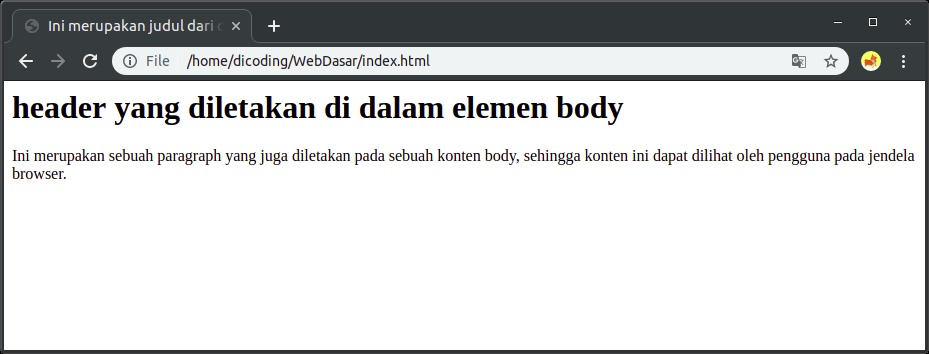 Ini merupakan judul dari
File /home/dicoding/WebDasar/index.html
header yang diletakan di dalam elemen body
Ini merupakan sebuah paragraph yang juga diletakan pada sebuah konten body, sehingga konten ini dapat dilihat oleh pengguna pada jendela
browser.